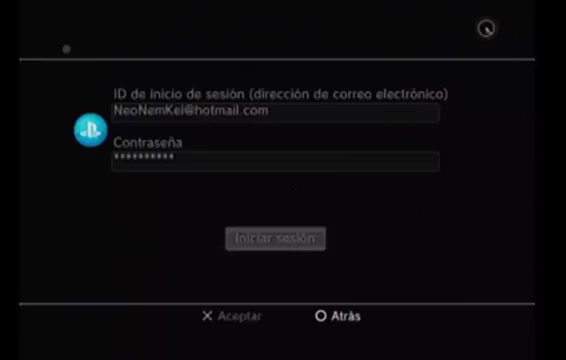 ID de inicio de sesión (dirección de correo electrónico)
NeoNemKei@hotmail.com
Contraseña
**********
Iniciar sesión
Aceptar
Atrás